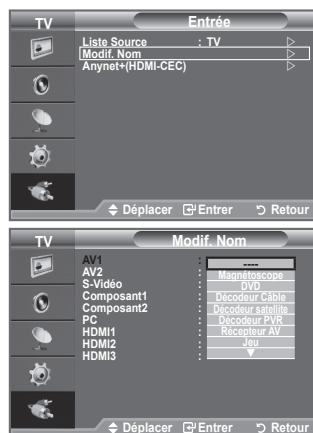 TV Entrée
Liste Source : TV ▷
Modif. Nom ▷
Anynet+(HDMI-CEC) ▷
Déplacer Entrer Retour
TV Modif. Nom
AV1 : ----
AV2 : Magnétoscope
S-Vidéo : DVD
Composant1 : Décodeur Câble
Composant2 : Décodeur satellite
PC : Décodeur PVR
HDMI1 : Récepteur AV
HDMI2 : Jeu
HDMI3 : ▼
Déplacer Entrer Retour